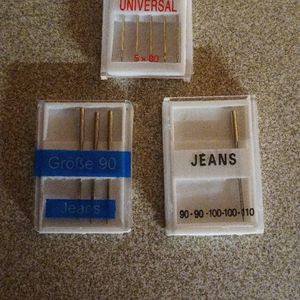 UNIVERSAL
5 x 80
Größe 90
Jeans
JEANS
90-90-100-100-110